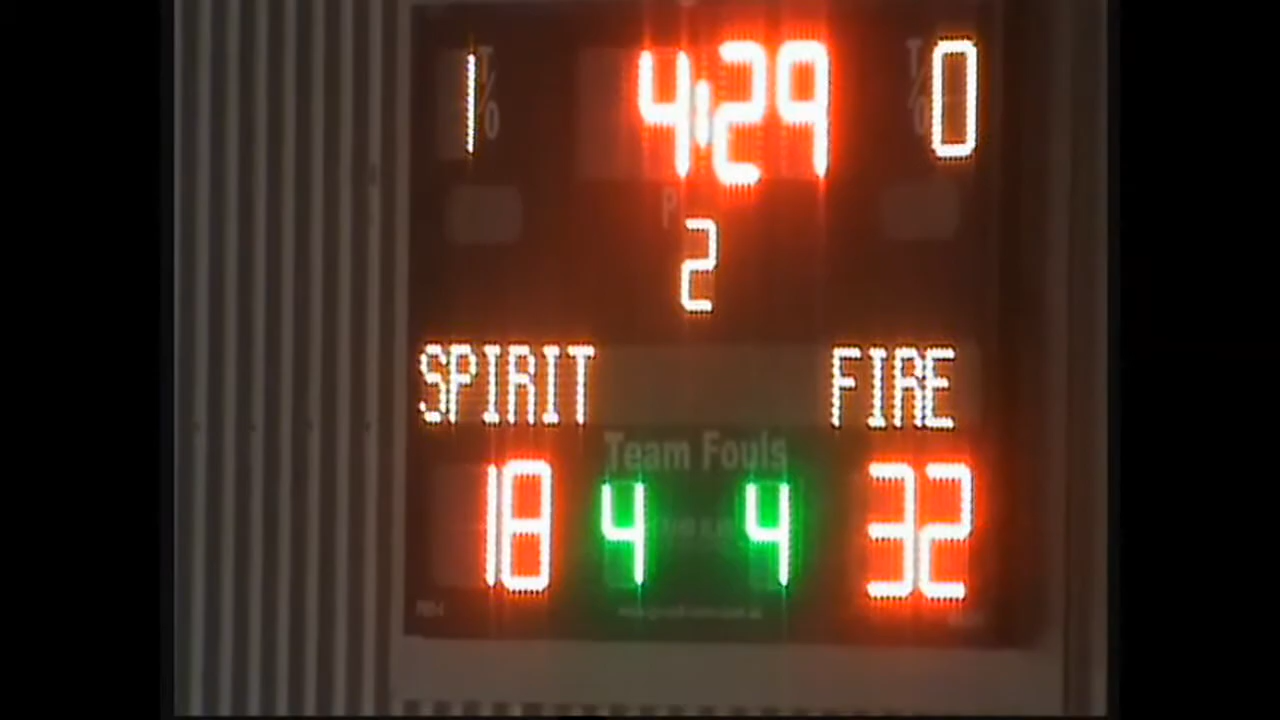 1 T/O 4:29 T/O 0
P
2
SPIRIT FIRE
Team Fouls
18 4 4 32